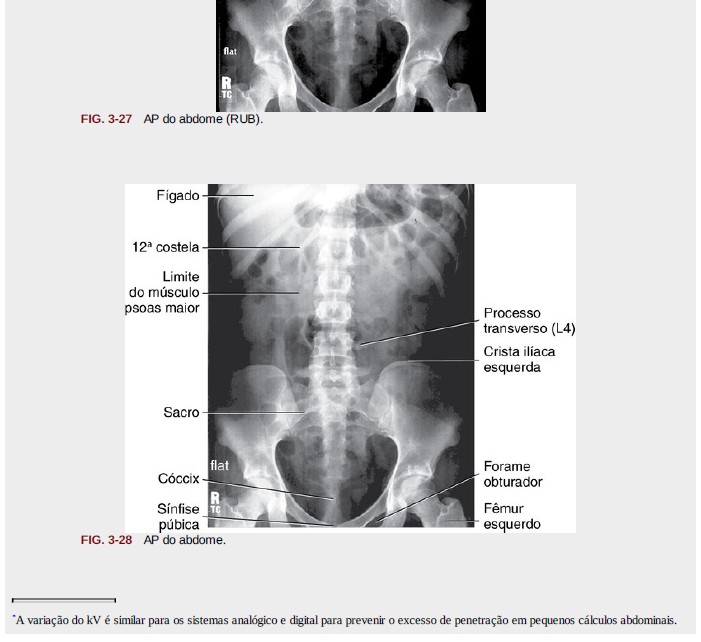 flat
R
TC
FIG. 3-27 AP do abdome (RUB).
Fígado
12ª costela
Limite
do músculo
psoas maior
Processo
transverso (L4)
Crista ilíaca
esquerda
Sacro
flat
Cóccix
Forame
obturador
R
TC
Sínfise
púbica
Fêmur
esquerdo
FIG. 3-28 AP do abdome.
*A variação do kV é similar para os sistemas analógico e digital para prevenir o excesso de penetração em pequenos cálculos abdominais.